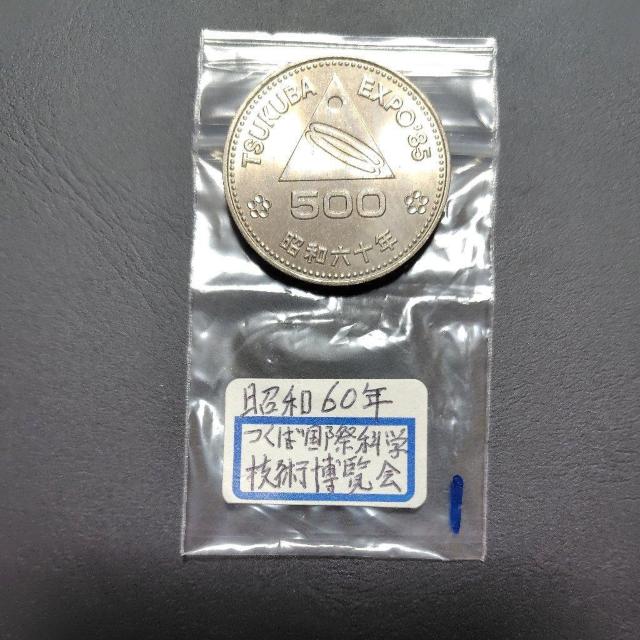 TSUKUBA EXPO'85
500
昭和六十年
昭和60年
つくば国際科学
技術博覧会